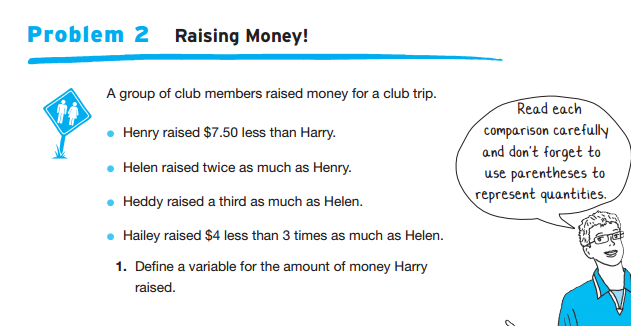 Problem 2 Raising Money!
A group of club members raised money for a club trip.
• Henry raised $7.50 less than Harry.
• Helen raised twice as much as Henry.
• Heddy raised a third as much as Helen.
• Hailey raised $4 less than 3 times as much as Helen.
1. Define a variable for the amount of money Harry
raised.
Read each
comparison carefully
and don't forget to
use parentheses to
represent quantities.